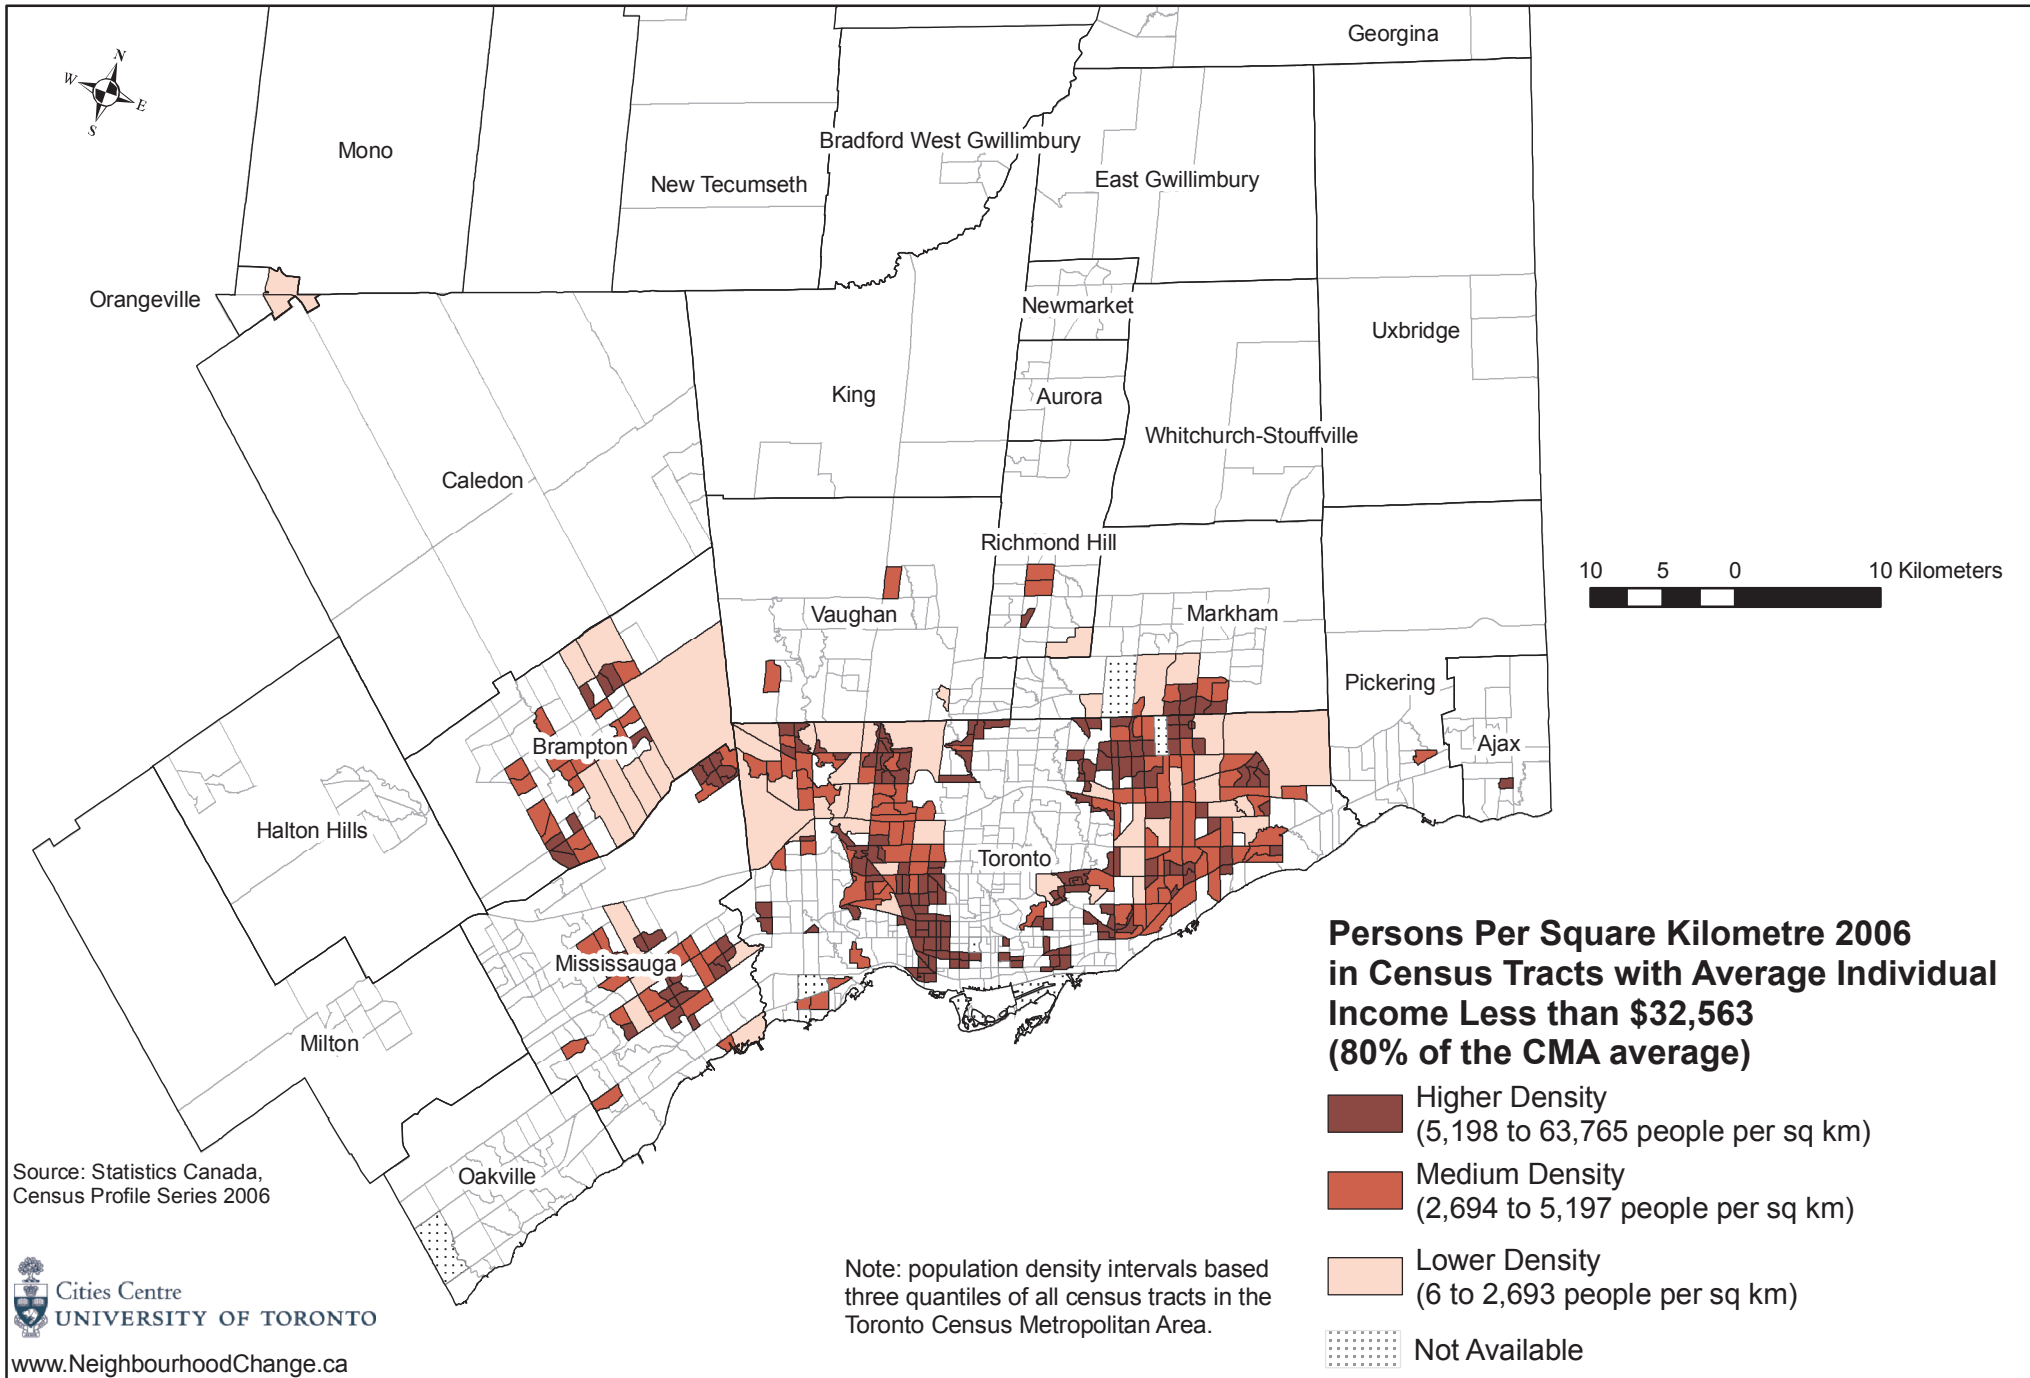 Georgina
N
W
E
S
Mono
Bradford West Gwillimbury
New Tecumseth
East Gwillimbury
Orangeville
Newmarket
Uxbridge
King
Aurora
Whitchurch-Stouffville
Caledon
Richmond Hill
10 5 0 10 Kilometers
Vaughan
Markham
Pickering
Brampton
Ajax
Halton Hills
Toronto
Mississauga
Milton
Oakville
Persons Per Square Kilometre 2006
in Census Tracts with Average Individual
Income Less than $32,563
(80% of the CMA average)
Higher Density
(5,198 to 63,765 people per sq km)
Medium Density
(2,694 to 5,197 people per sq km)
Lower Density
(6 to 2,693 people per sq km)
Not Available
Source: Statistics Canada,
Census Profile Series 2006
Cities Centre
UNIVERSITY OF TORONTO
www.NeighbourhoodChange.ca
Note: population density intervals based
three quantiles of all census tracts in the
Toronto Census Metropolitan Area.